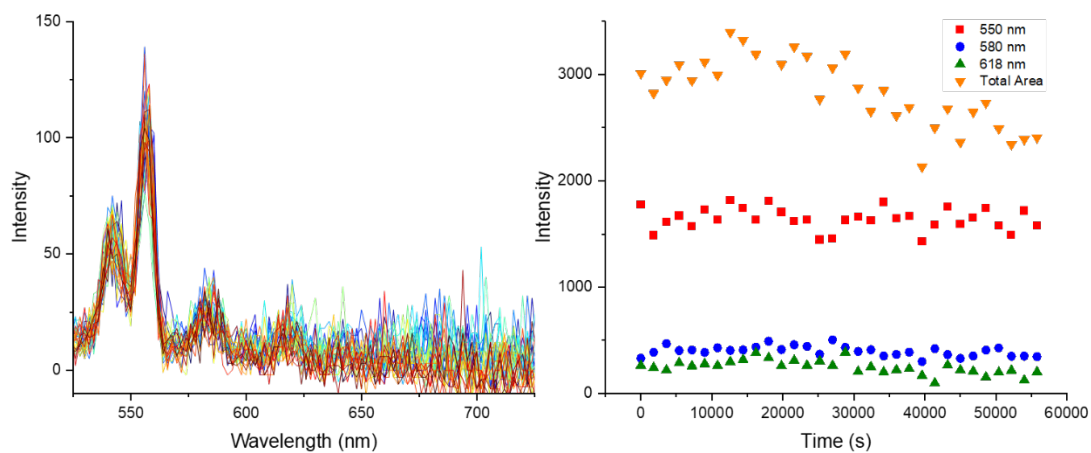 150
100
50
0
Intensity
550
600
650
700
Wavelength (nm)
3000
2000
1000
0
Intensity
550 nm
580 nm
618 nm
Total Area
0
10000
20000
30000
40000
50000
60000
Time (s)